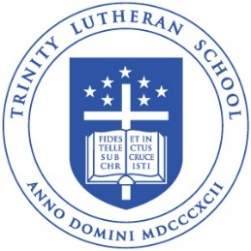 TRINITY LUTHERAN SCHOOL
FIDES ET IN
TELLE CTUS
SUB CRUCE
CHR ISTI
ANNO DOMINI MDCCCXCII